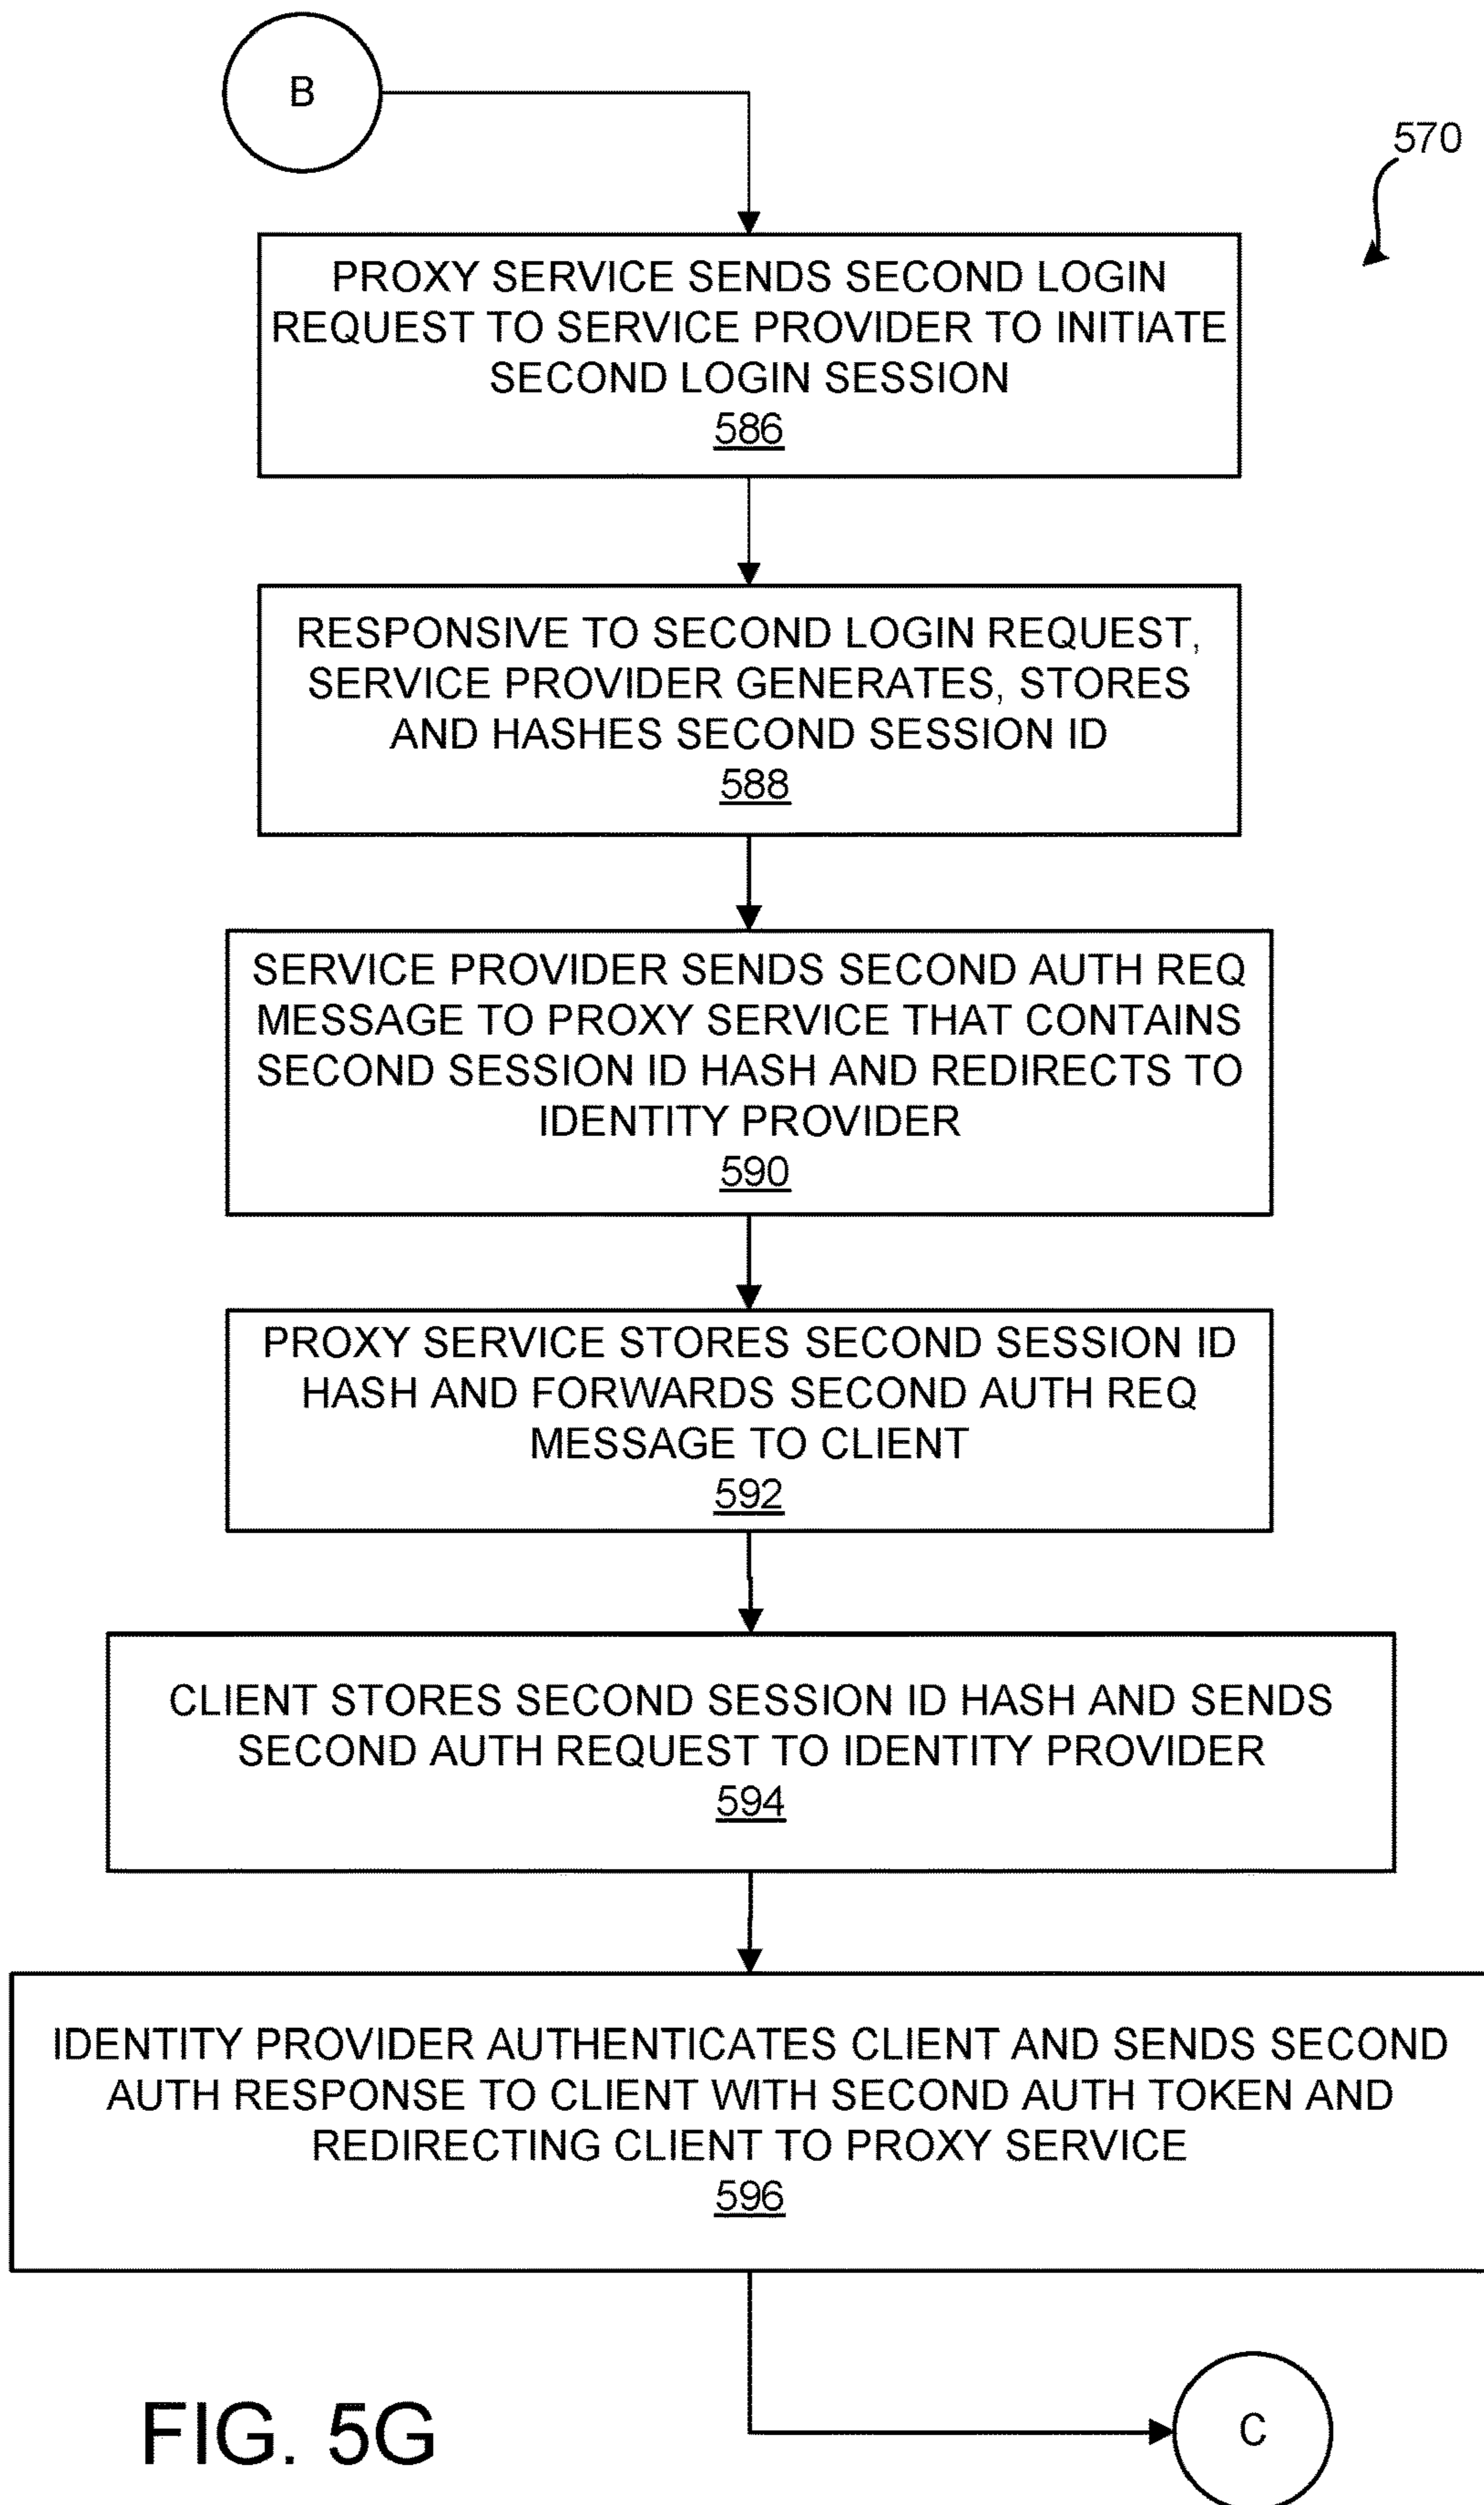 B
570
PROXY SERVICE SENDS SECOND LOGIN
REQUEST TO SERVICE PROVIDER TO INITIATE
SECOND LOGIN SESSION
586
RESPONSIVE TO SECOND LOGIN REQUEST,
SERVICE PROVIDER GENERATES, STORES
AND HASHES SECOND SESSION ID
588
SERVICE PROVIDER SENDS SECOND AUTH REQ
MESSAGE TO PROXY SERVICE THAT CONTAINS
SECOND SESSION ID HASH AND REDIRECTS TO
IDENTITY PROVIDER
590
PROXY SERVICE STORES SECOND SESSION ID
HASH AND FORWARDS SECOND AUTH REQ
MESSAGE TO CLIENT
592
CLIENT STORES SECOND SESSION ID HASH AND SENDS
SECOND AUTH REQUEST TO IDENTITY PROVIDER
594
IDENTITY PROVIDER AUTHENTICATES CLIENT AND SENDS SECOND
AUTH RESPONSE TO CLIENT WITH SECOND AUTH TOKEN AND
REDIRECTING CLIENT TO PROXY SERVICE
596
FIG. 5G
C